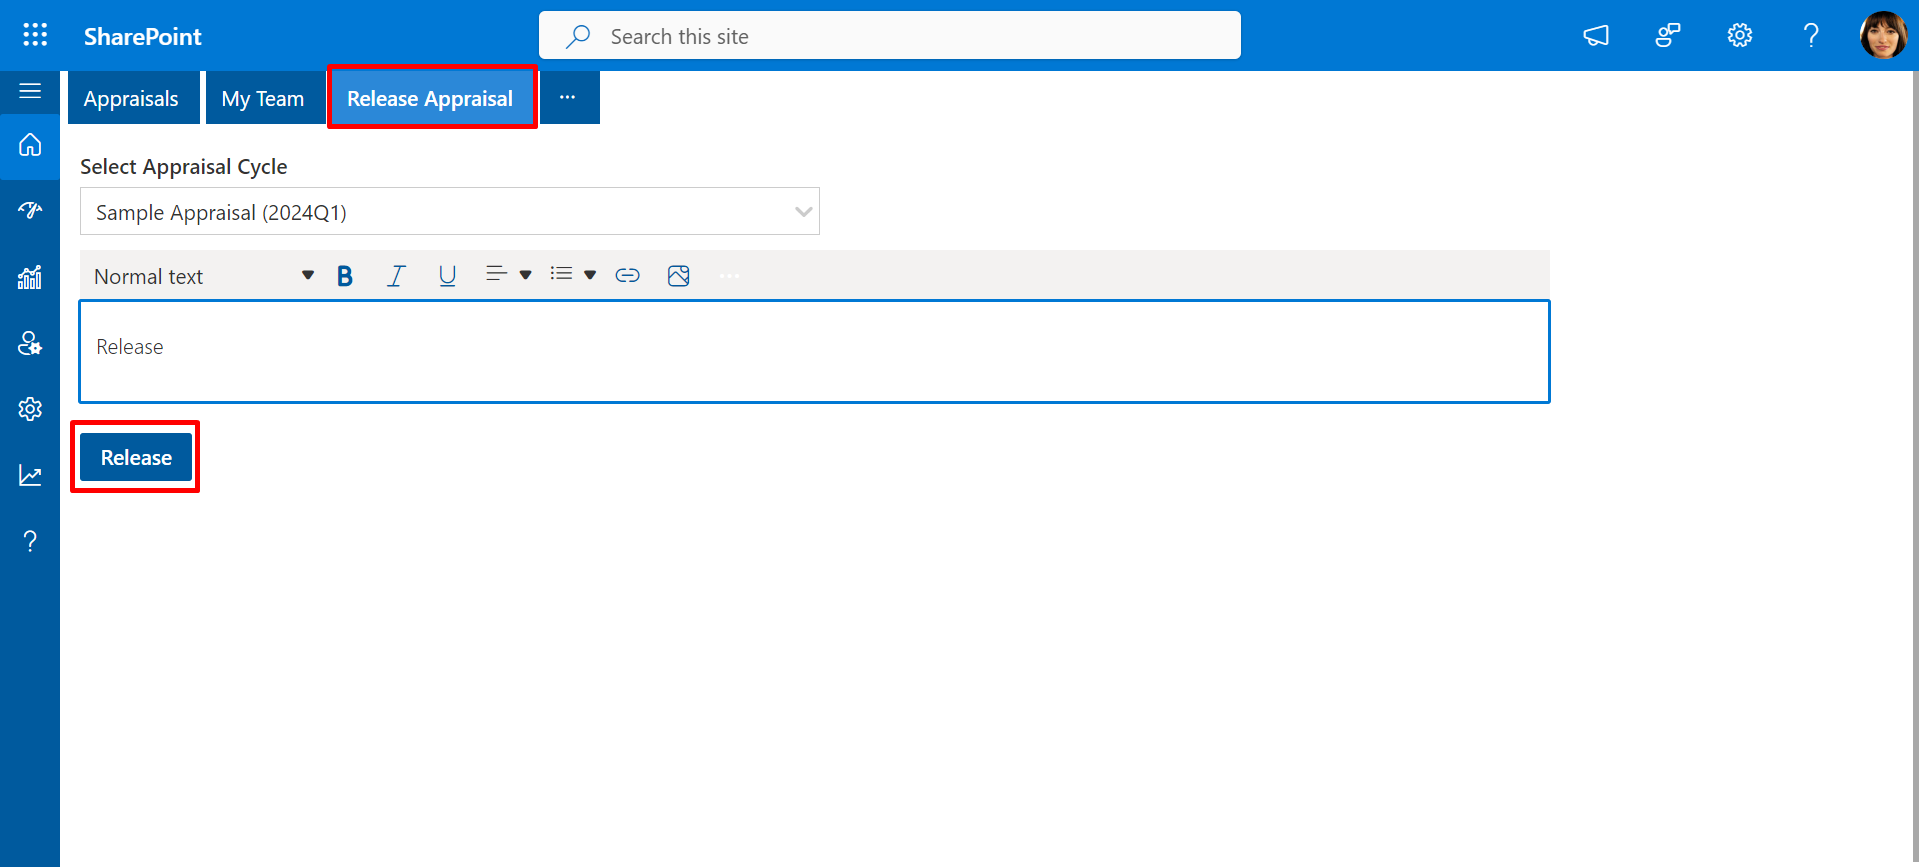 SharePoint
Search this site
Appraisals
My Team
Release Appraisal
...
Select Appraisal Cycle
Sample Appraisal (2024Q1)
Normal text
B
I
U
...
Release
Release